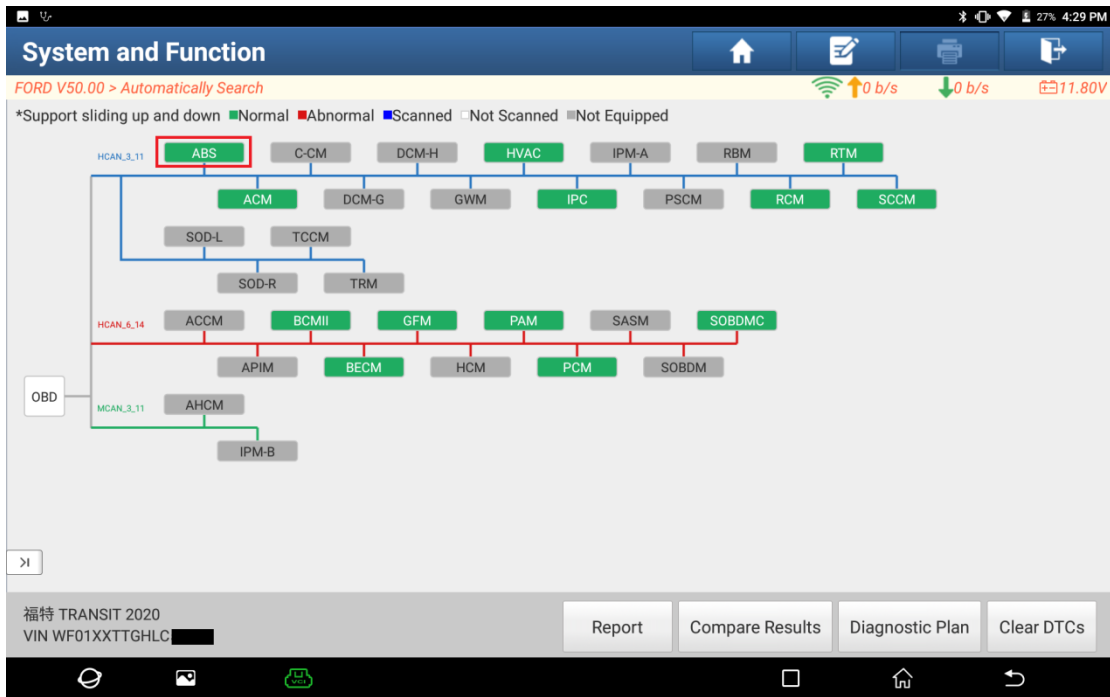 27% 4:29 PM
System and Function
FORD V50.00 > Automatically Search 0 b/s 0 b/s 11.80V
*Support sliding up and down Normal Abnormal Scanned Not Scanned Not Equipped
HCAN_3_11 ABS C-CM DCM-H HVAC IPM-A RBM RTM
ACM DCM-G GWM IPC PSCM RCM SCCM
SOD-L TCCM
SOD-R TRM
HCAN_6_14 ACCM BCMII GFM PAM SASM SOBDMC
APIM BECM HCM PCM SOBDM
OBD
MCAN_3_11 AHCM
IPM-B
福特 TRANSIT 2020
VIN WF01XXTTGHLC
Report Compare Results Diagnostic Plan Clear DTCs
VCI